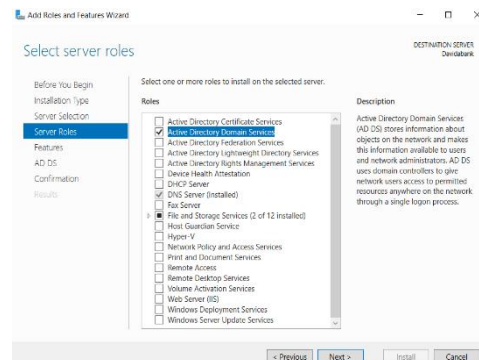 Add Roles and Features Wizard
Select server roles
DESTINATION SERVER
Davidabank
Before You Begin
Installation Type
Server Selection
Server Roles
Features
AD DS
Confirmation
Results
Select one or more roles to install on the selected server.
Roles
Active Directory Certificate Services
Active Directory Domain Services
Active Directory Federation Services
Active Directory Lightweight Directory Services
Active Directory Rights Management Services
Device Health Attestation
DHCP Server
DNS Server (Installed)
Fax Server
File and Storage Services (2 of 12 installed)
Host Guardian Service
Hyper-V
Network Policy and Access Services
Print and Document Services
Remote Access
Remote Desktop Services
Volume Activation Services
Web Server (IIS)
Windows Deployment Services
Windows Server Update Services
Description
Active Directory Domain Services
(AD DS) stores information about
objects on the network and makes
this information available to users
and network administrators. AD DS
uses domain controllers to give
network users access to permitted
resources anywhere on the network
through a single logon process.
< Previous
Next >
Install
Cancel